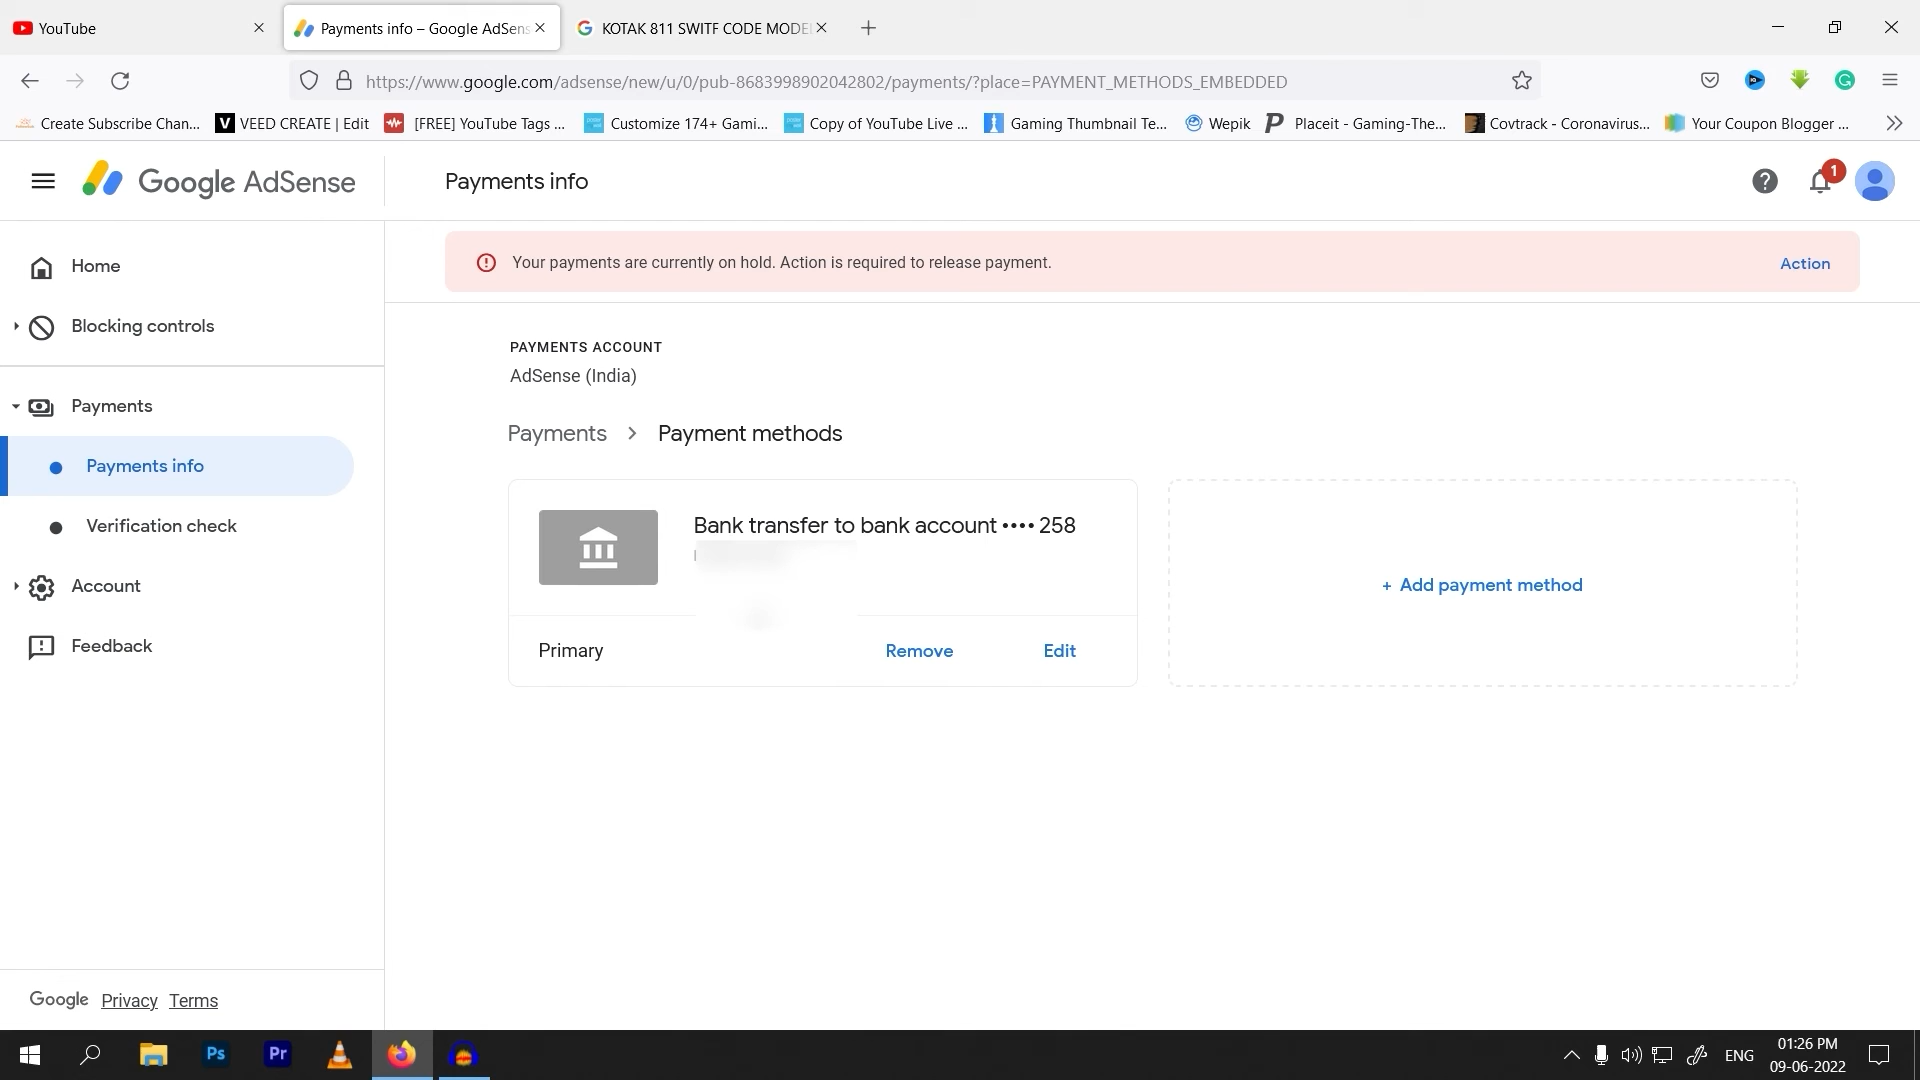 YouTube
Payments info – Google AdSens
KOTAK 811 SWITF CODE MODE
https://www.google.com/adsense/new/u/0/pub-8683998902042802/payments/?place=PAYMENT_METHODS_EMBEDDED
Create Subscribe Chan...
VEED CREATE | Edit
[FREE] YouTube Tags ...
Customize 174+ Gami...
Copy of YouTube Live ...
Gaming Thumbnail Te...
Wepik
Placeit - Gaming-The...
Covtrack - Coronavirus...
Your Coupon Blogger ...
Google AdSense
Payments info
1
Home
Blocking controls
Payments
Payments info
Verification check
Account
Feedback
Google Privacy Terms
Your payments are currently on hold. Action is required to release payment.
Action
PAYMENTS ACCOUNT
AdSense (India)
Payments > Payment methods
Bank transfer to bank account •••• 258
Primary
Remove
Edit
+ Add payment method
Ps
Pr
ENG
01:26 PM
09-06-2022